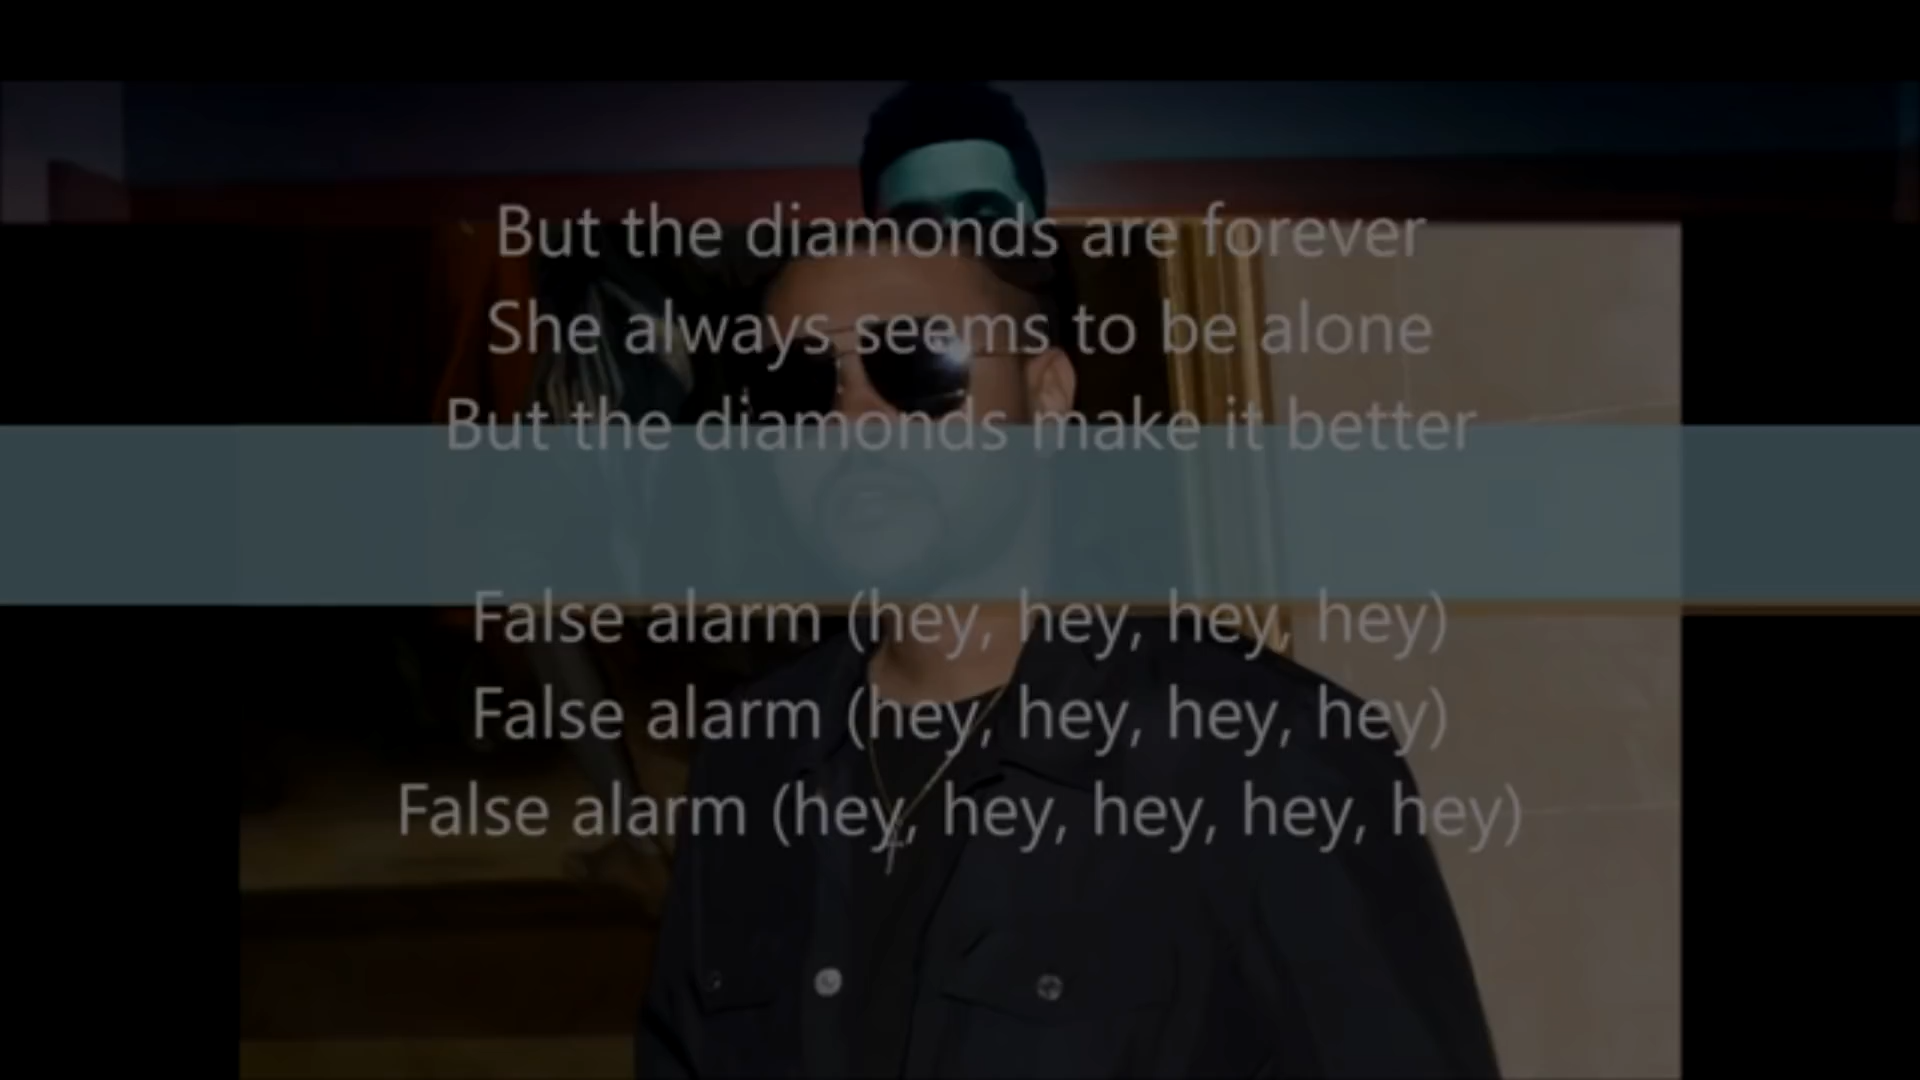 But the diamonds are forever
She always seems to be alone
But the diamonds make it better
False alarm (hey, hey, hey, hey)
False alarm (hey, hey, hey, hey)
False alarm (hey, hey, hey, hey, hey)